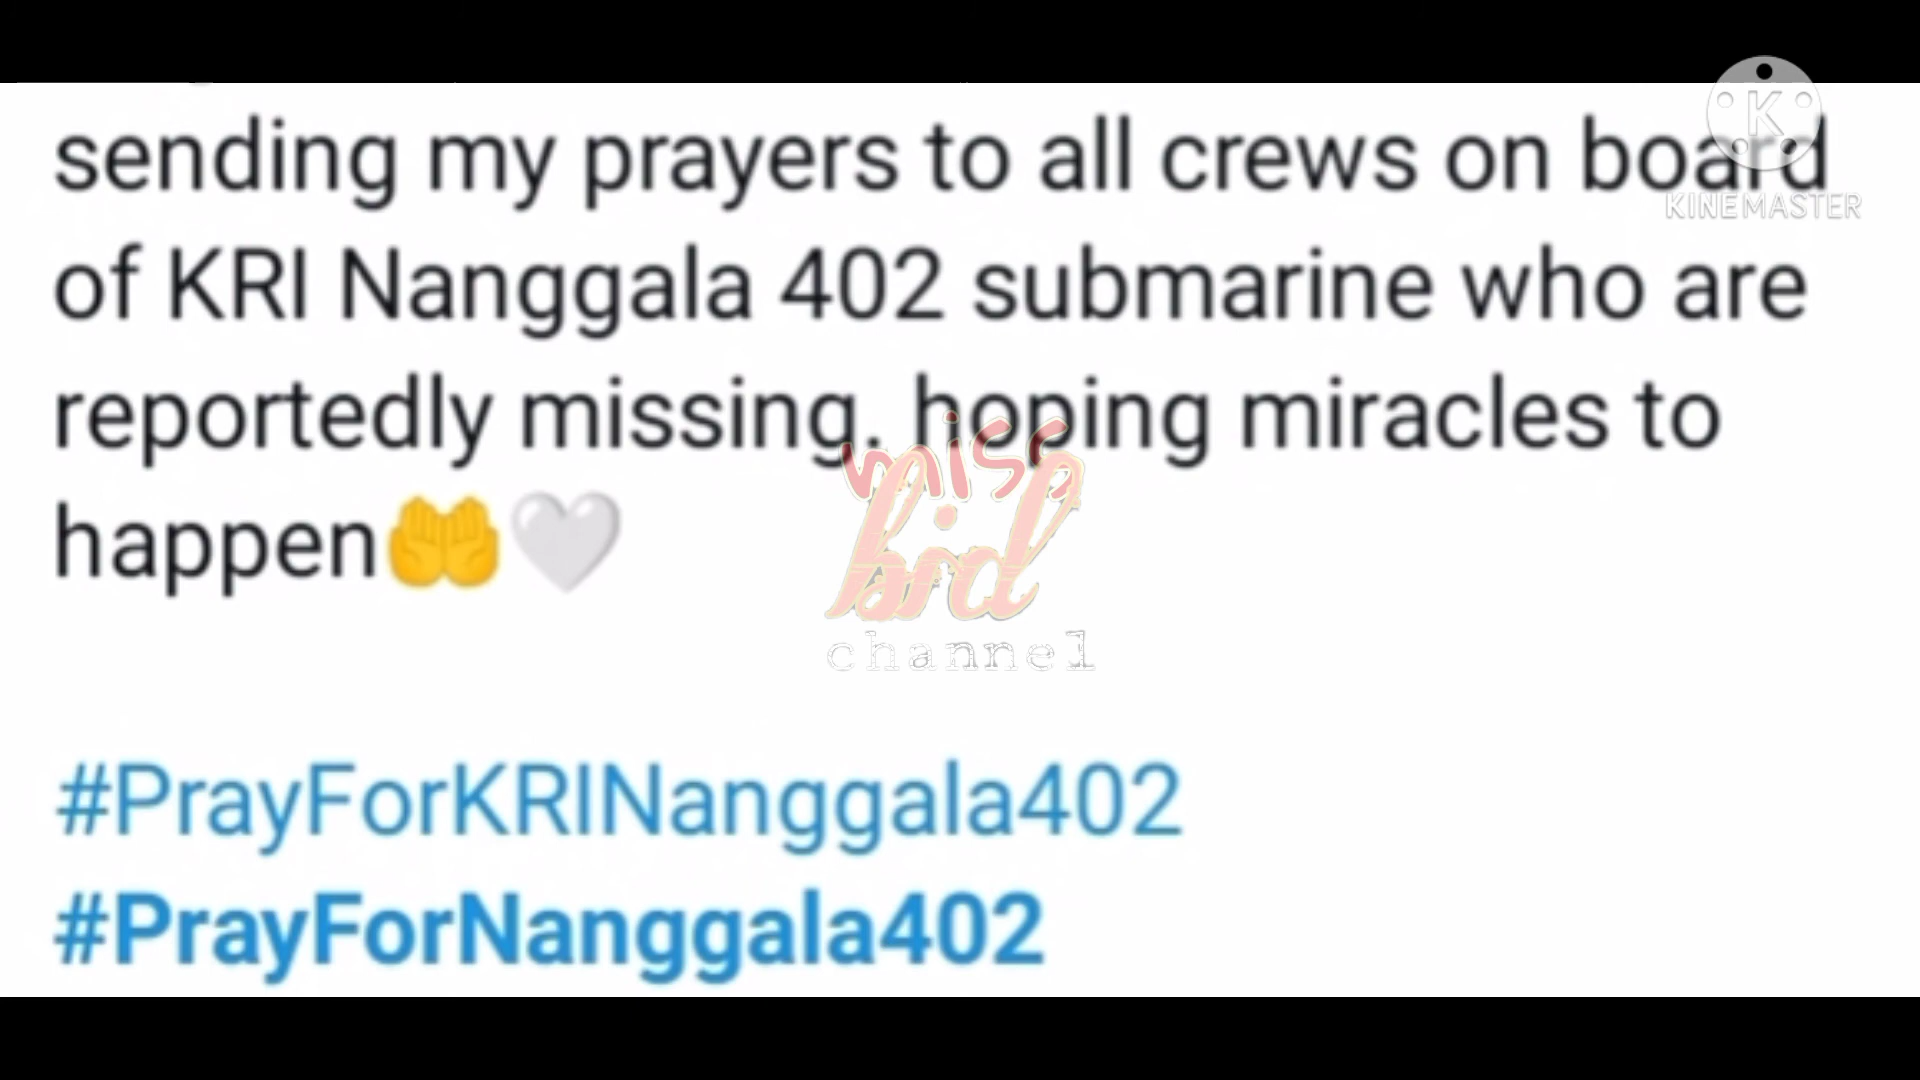 sending my prayers to all crews on board
K
KINEMASTER
of KRI Nanggala 402 submarine who are
reportedly missing. hoping miracles to
happen🤲🤍
miss
bird
channel
#PrayForKRINanggala402
#PrayForNanggala402